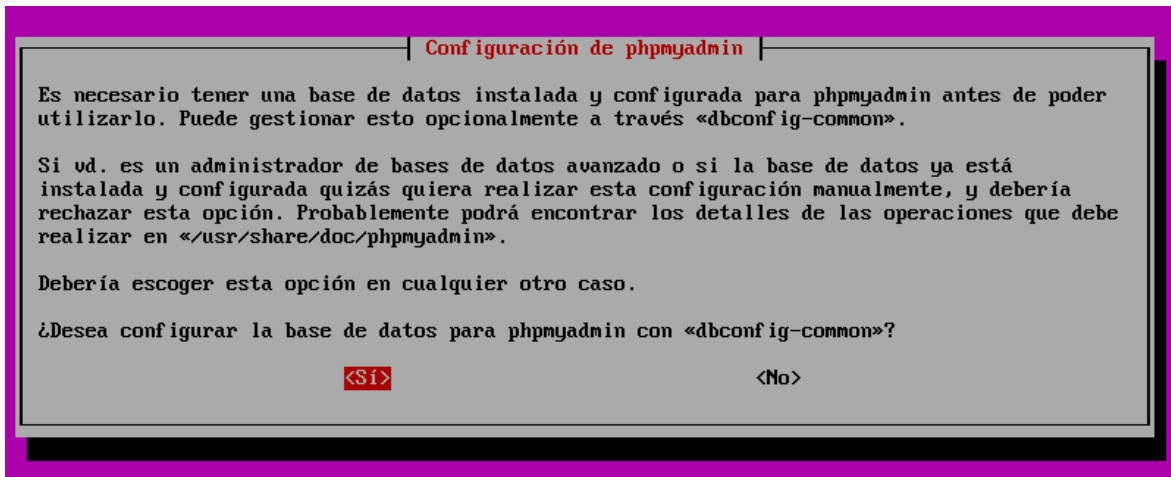 Configuración de phpmyadmin
Es necesario tener una base de datos instalada y configurada para phpmyadmin antes de poder
utilizarlo. Puede gestionar esto opcionalmente a través «dbconfig-common».
Si vd. es un administrador de bases de datos avanzado o si la base de datos ya está
instalada y configurada quizás quiera realizar esta configuración manualmente, y debería
rechazar esta opción. Probablemente podrá encontrar los detalles de las operaciones que debe
realizar en «/usr/share/doc/phpmyadmin».
Debería escoger esta opción en cualquier otro caso.
¿Desea configurar la base de datos para phpmyadmin con «dbconfig-common»?
<Sí> <No>